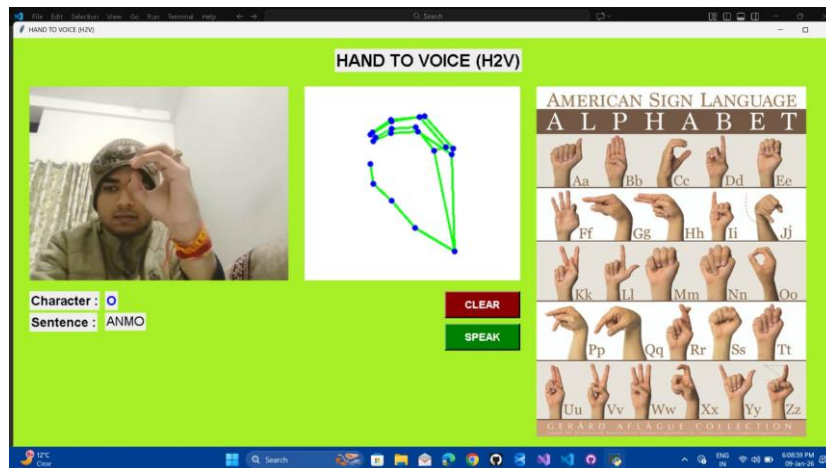 File Edit Selection View Go Run Terminal Help
Search
HAND TO VOICE (H2V)
HAND TO VOICE (H2V)
Character : O
Sentence : ANMO
CLEAR
SPEAK
AMERICAN SIGN LANGUAGE
ALPHABET
Aa Bb Cc Dd Ee
Ff Gg Hh Ii Jj
Kk Ll Mm Nn Oo
Pp Qq Rr Ss Tt
Uu Vv Ww Xx Yy Zz
GERARD AFLAGUE COLLECTION
12°C
Clear
Search
ENG
IN
6:08:39 PM
09-Jan-26